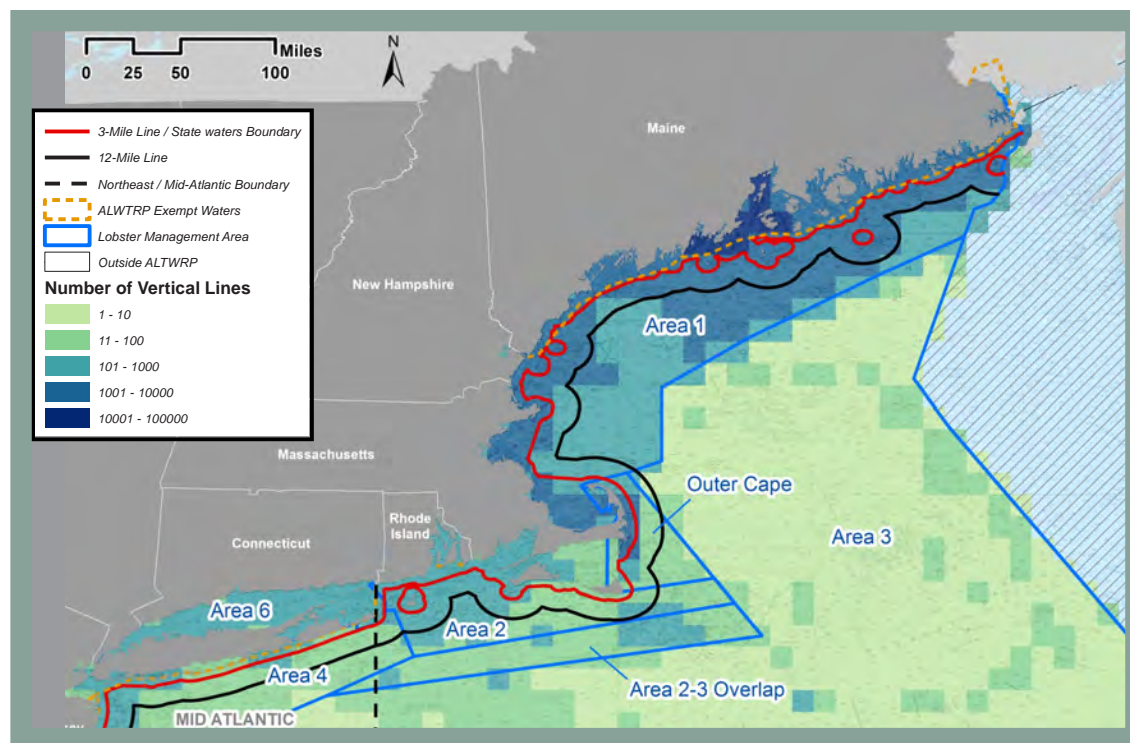 N
Miles
0 25 50 100
3-Mile Line / State waters Boundary
12-Mile Line
Northeast / Mid-Atlantic Boundary
ALWTRP Exempt Waters
Lobster Management Area
Outside ALTWRP
Number of Vertical Lines
1 - 10
11 - 100
101 - 1000
1001 - 10000
10001 - 100000
Maine
New Hampshire
Area 1
Massachusetts
Outer Cape
Rhode
Island
Connecticut
Area 3
Area 6
Area 2
Area 4
Area 2-3 Overlap
MID ATLANTIC